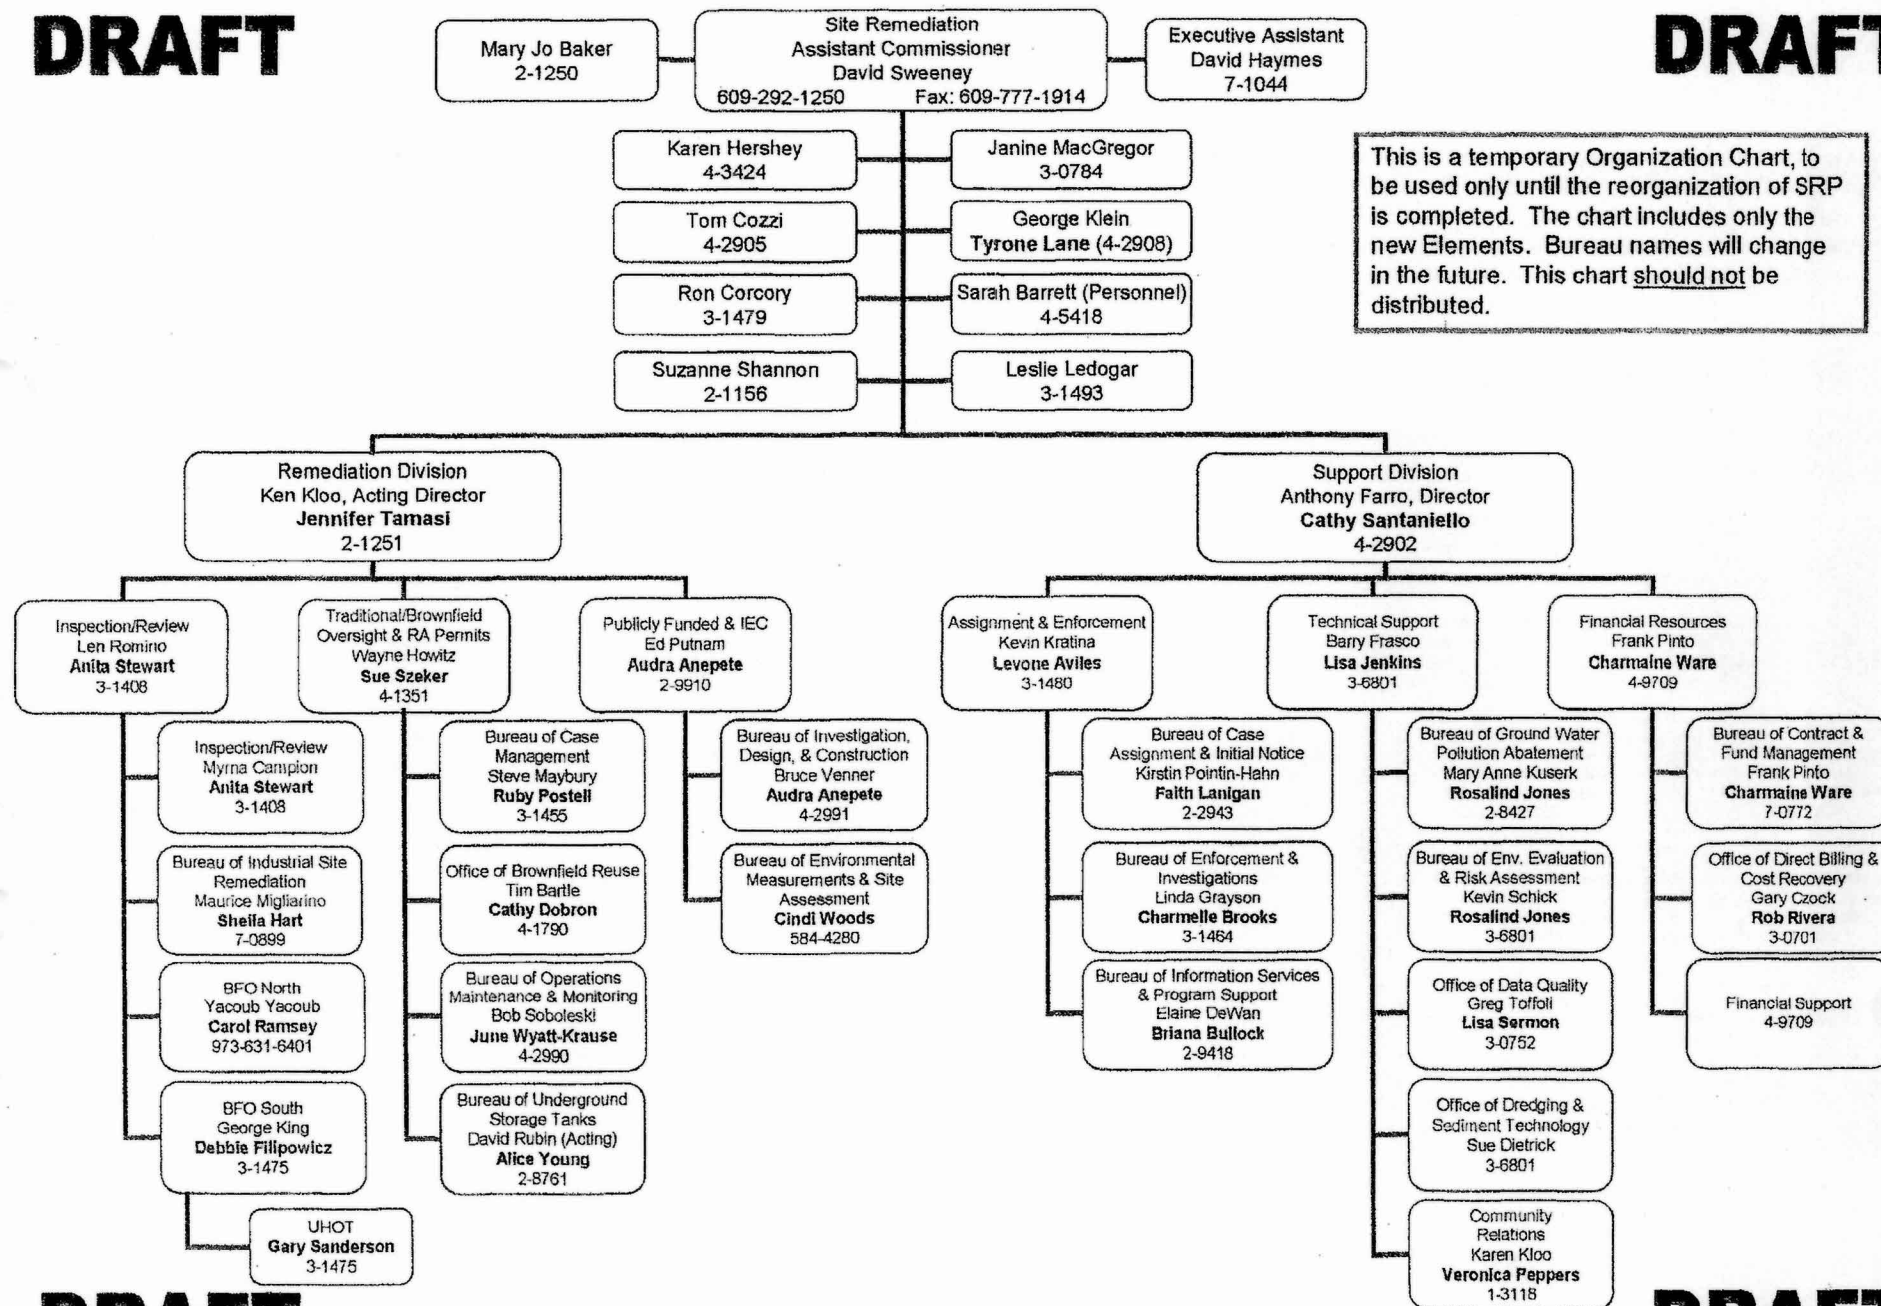 DRAFT
DRAFT
Mary Jo Baker
2-1250
Site Remediation
Assistant Commissioner
David Sweeney
609-292-1250 Fax: 609-777-1914
Executive Assistant
David Haymes
7-1044
Karen Hershey
4-3424
Janine MacGregor
3-0784
Tom Cozzi
4-2905
George Klein
Tyrone Lane (4-2908)
Ron Corcory
3-1479
Sarah Barrett (Personnel)
4-5418
Suzanne Shannon
2-1156
Leslie Ledogar
3-1493
This is a temporary Organization Chart, to
be used only until the reorganization of SRP
is completed. The chart includes only the
new Elements. Bureau names will change
in the future. This chart should not be
distributed.
Remediation Division
Ken Kloo, Acting Director
Jennifer Tamasi
2-1251
Support Division
Anthony Farro, Director
Cathy Santaniello
4-2902
Inspection/Review
Len Romino
Anita Stewart
3-1408
Traditional/Brownfield
Oversight & RA Permits
Wayne Howitz
Sue Szeker
4-1351
Publicly Funded & IEC
Ed Putnam
Audra Anepete
2-9910
Assignment & Enforcement
Kevin Kratina
Levone Aviles
3-1480
Technical Support
Barry Frasco
Lisa Jenkins
3-6801
Financial Resources
Frank Pinto
Charmaine Ware
4-9709
Inspection/Review
Myrna Campion
Anita Stewart
3-1408
Bureau of Industrial Site
Remediation
Maurice Migliarino
Sheila Hart
7-0899
BFO North
Yacoub Yacoub
Carol Ramsey
973-631-6401
BFO South
George King
Debbie Filipowicz
3-1475
UHOT
Gary Sanderson
3-1475
Bureau of Case
Management
Steve Maybury
Ruby Postell
3-1455
Office of Brownfield Reuse
Tim Bartle
Cathy Dobron
4-1790
Bureau of Operations
Maintenance & Monitoring
Bob Soboleski
June Wyatt-Krause
4-2990
Bureau of Underground
Storage Tanks
David Rubin (Acting)
Alice Young
2-8761
Bureau of Investigation,
Design, & Construction
Bruce Venner
Audra Anepete
4-2991
Bureau of Environmental
Measurements & Site
Assessment
Cindi Woods
584-4280
Bureau of Case
Assignment & Initial Notice
Kirstin Pointin-Hahn
Faith Lanigan
2-2943
Bureau of Enforcement &
Investigations
Linda Grayson
Charmelle Brooks
3-1464
Bureau of Information Services
& Program Support
Elaine DeWan
Briana Bullock
2-9418
Bureau of Ground Water
Pollution Abatement
Mary Anne Kuserk
Rosalind Jones
2-8427
Bureau of Env. Evaluation
& Risk Assessment
Kevin Schick
Rosalind Jones
3-6801
Office of Data Quality
Greg Toffoli
Lisa Sermon
3-0752
Office of Dredging &
Sediment Technology
Sue Dietrick
3-6801
Community
Relations
Karen Kloo
Veronica Peppers
1-3118
Bureau of Contract &
Fund Management
Frank Pinto
Charmaine Ware
7-0772
Office of Direct Billing &
Cost Recovery
Gary Czock
Rob Rivera
3-0701
Financial Support
4-9709
DRAFT
DRAFT